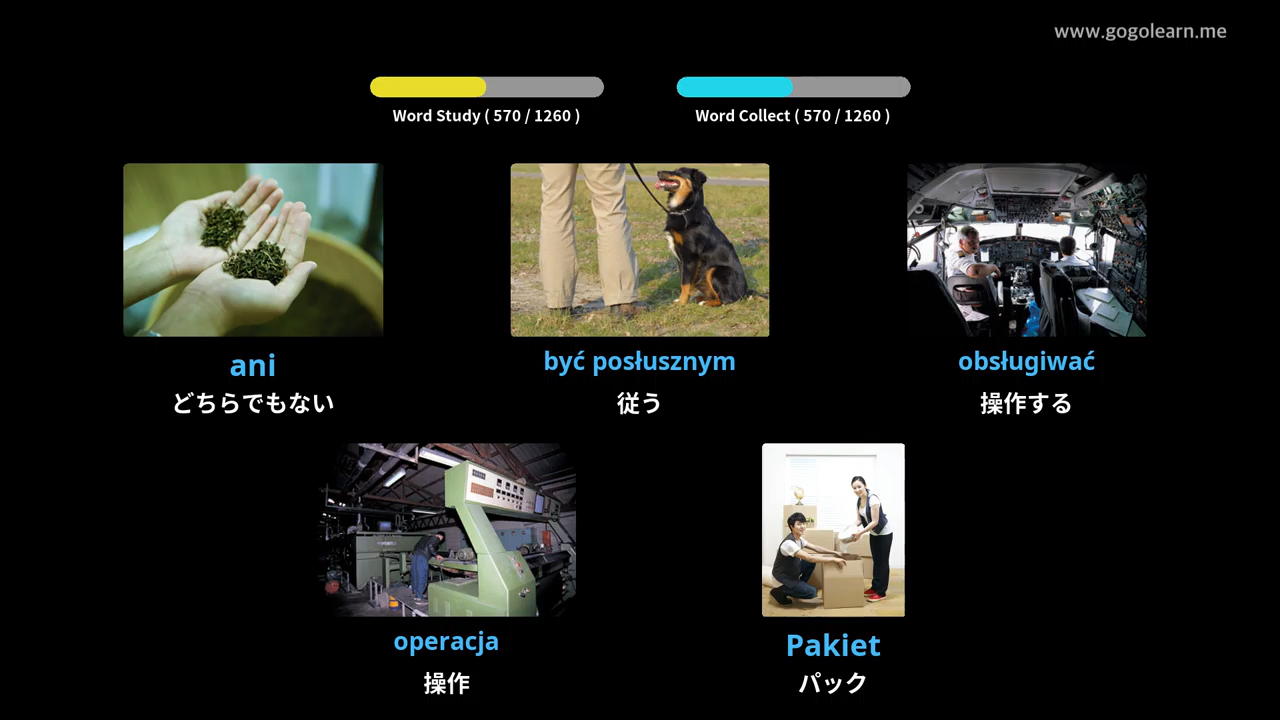 www.gogolearn.me
Word Study ( 570 / 1260 )
Word Collect ( 570 / 1260 )
ani
どちらでもない
być posłusznym
従う
obsługiwać
操作する
operacja
操作
Pakiet
パック